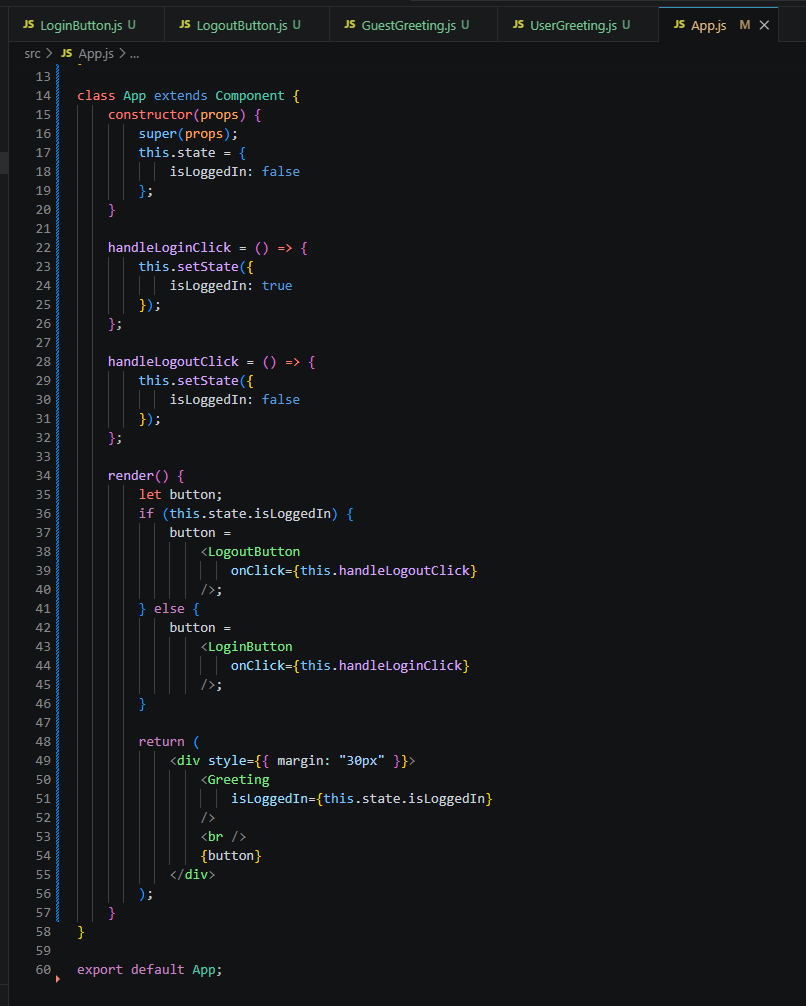 JS LoginButton.js U JS LogoutButton.js U JS GuestGreeting.js U JS UserGreeting.js U JS App.js M
src > JS App.js > ...
13
14 class App extends Component {
15     constructor(props) {
16         super(props);
17         this.state = {
18             isLoggedIn: false
19         };
20     }
21
22     handleLoginClick = () => {
23         this.setState({
24             isLoggedIn: true
25         });
26     };
27
28     handleLogoutClick = () => {
29         this.setState({
30             isLoggedIn: false
31         });
32     };
33
34     render() {
35         let button;
36         if (this.state.isLoggedIn) {
37             button =
38                 <LogoutButton
39                     onClick={this.handleLogoutClick}
40                 />;
41         } else {
42             button =
43                 <LoginButton
44                     onClick={this.handleLoginClick}
45                 />;
46         }
47
48         return (
49             <div style={{ margin: "30px" }}>
50                 <Greeting
51                     isLoggedIn={this.state.isLoggedIn}
52                 />
53                 <br />
54                 {button}
55             </div>
56         );
57     }
58 }
59
60 export default App;